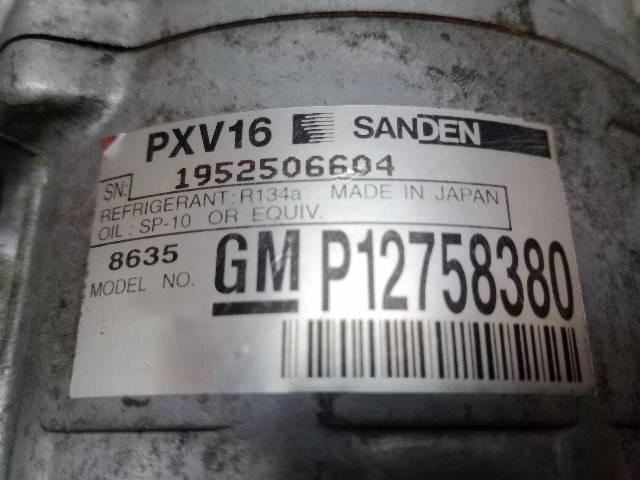 PXV16 SANDEN
SN: 1952506604
REFRIGERANT:R134a MADE IN JAPAN
OIL: SP-10 OR EQUIV.
8635
MODEL NO.
GM P12758380